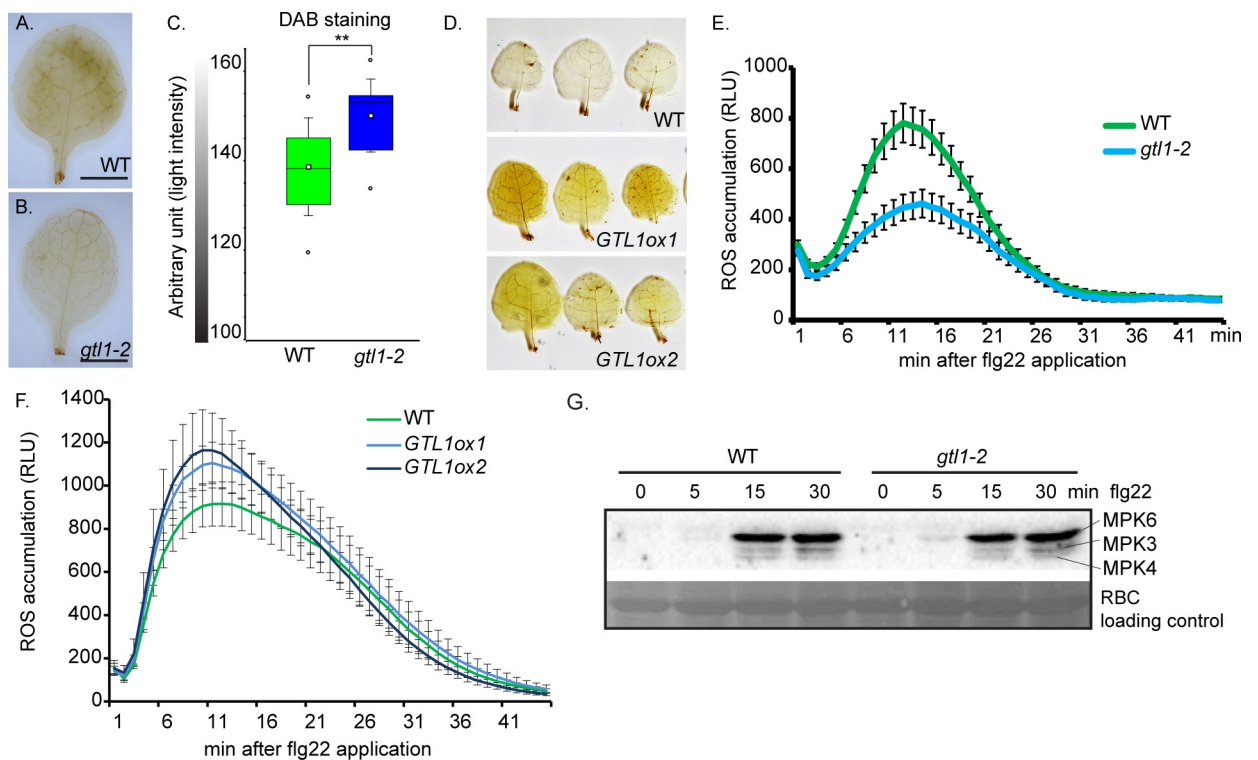 A.
WT
B.
gtl1-2
C.
DAB staining
**
160
140
120
100
Arbitrary unit (light intensity)
WT gtl1-2
D.
WT
GTL1ox1
GTL1ox2
E.
1000
800
600
400
200
0
ROS accumulation (RLU)
WT
gtl1-2
1 6 11 16 21 26 31 36 41 min
min after flg22 application
F.
1400
1200
1000
800
600
400
200
0
ROS accumulation (RLU)
WT
GTL1ox1
GTL1ox2
1 6 11 16 21 26 31 36 41
min after flg22 application
G.
WT gtl1-2
0 5 15 30 0 5 15 30 min flg22
MPK6
MPK3
MPK4
RBC
loading control